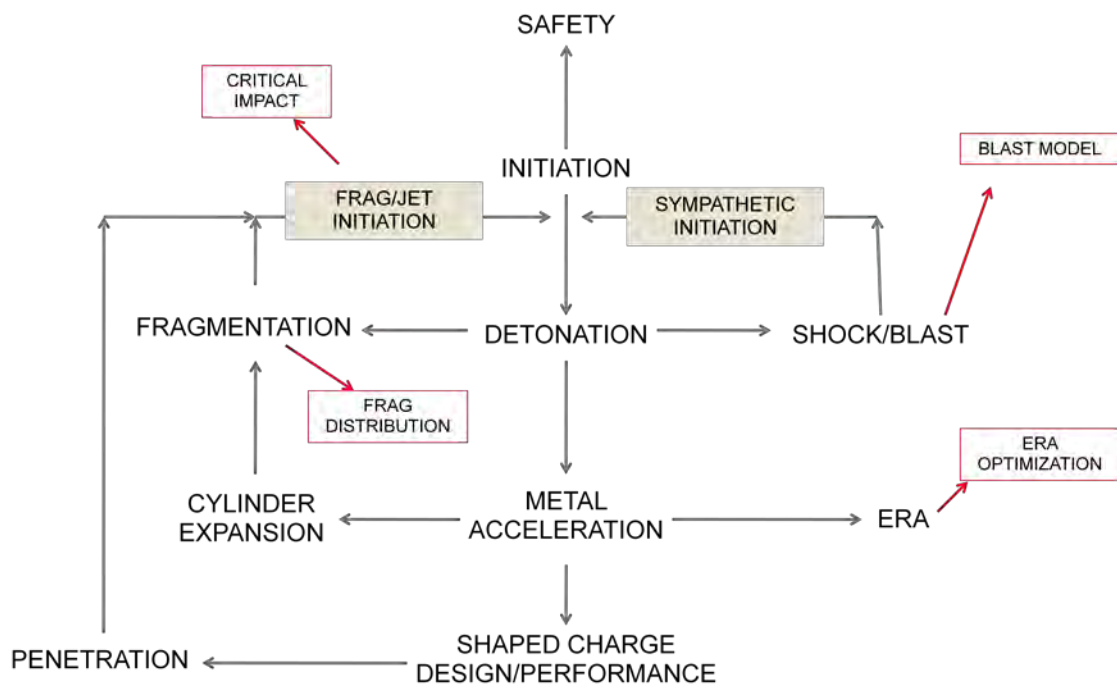 SAFETY
CRITICAL
IMPACT
INITIATION
BLAST MODEL
FRAG/JET
INITIATION
SYMPATHETIC
INITIATION
FRAGMENTATION
DETONATION
SHOCK/BLAST
FRAG
DISTRIBUTION
ERA
OPTIMIZATION
CYLINDER
EXPANSION
METAL
ACCELERATION
ERA
PENETRATION
SHAPED CHARGE
DESIGN/PERFORMANCE